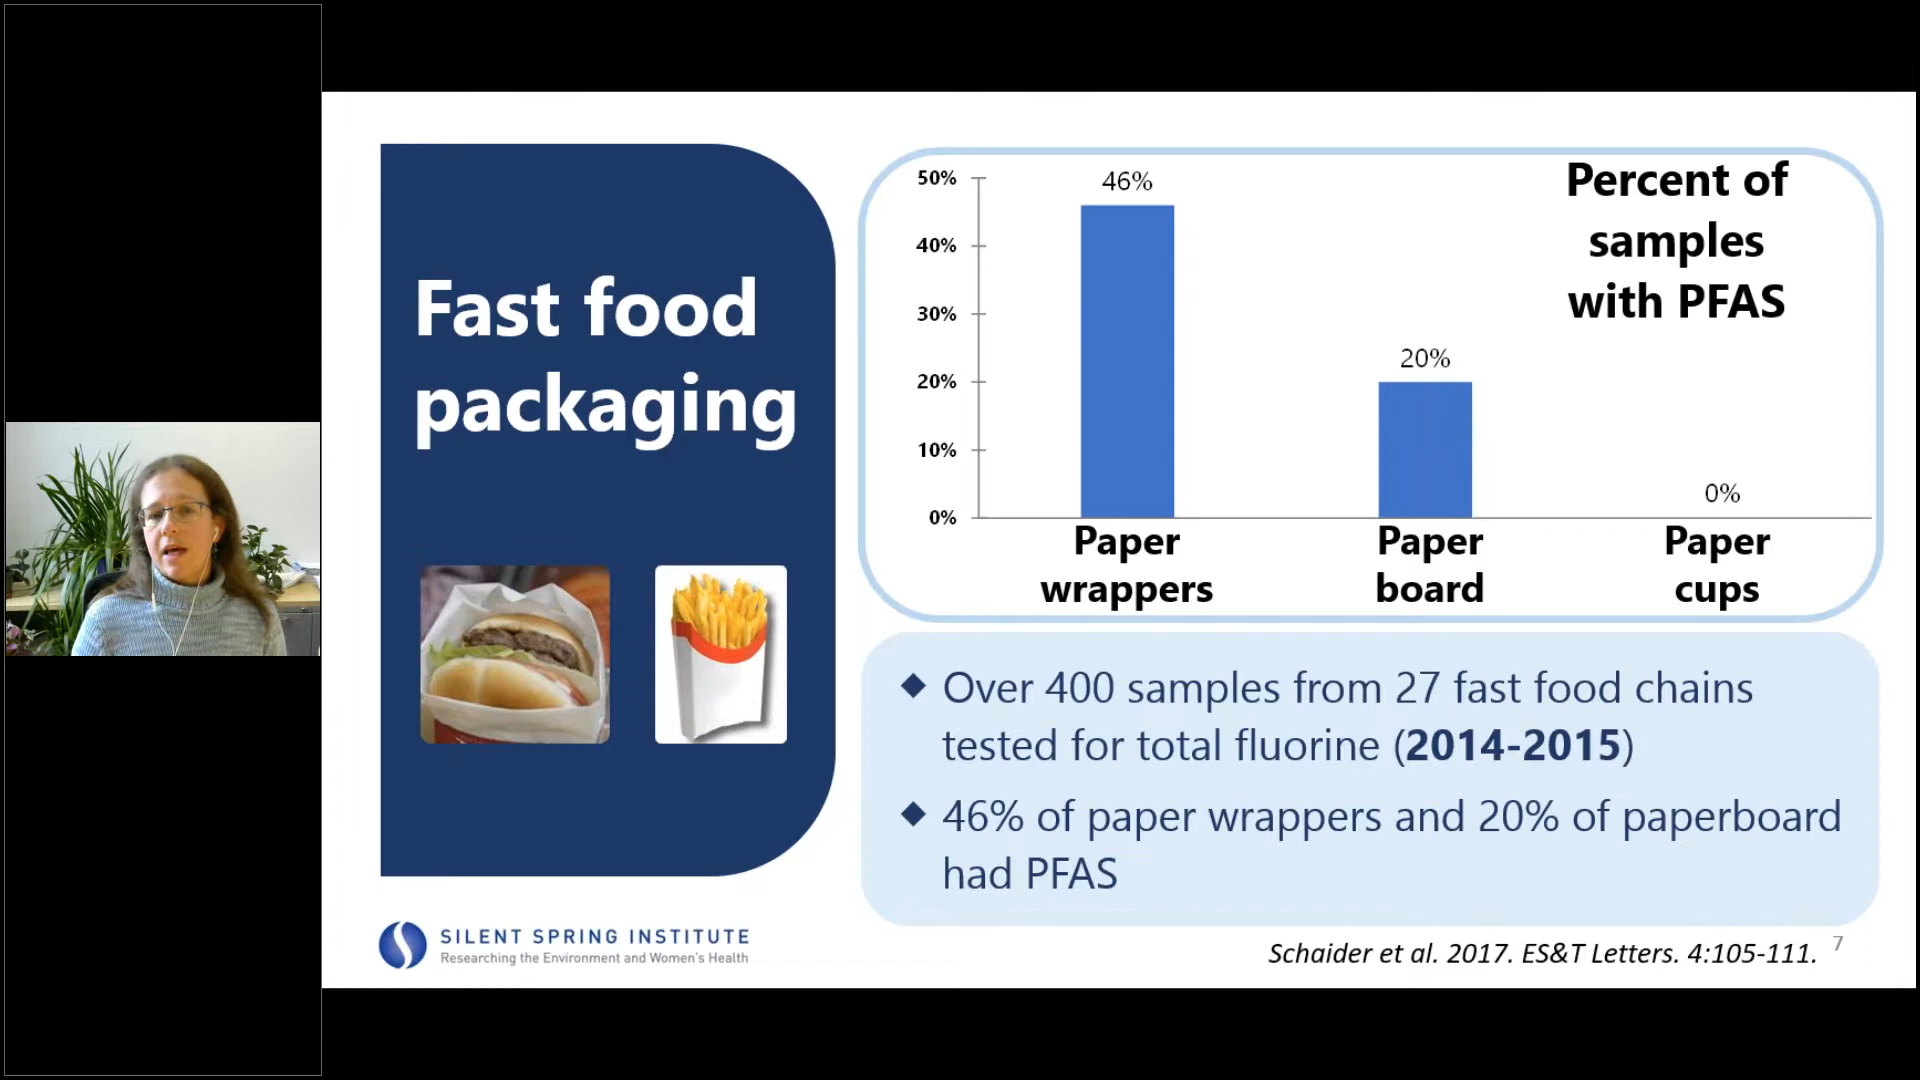 Fast food
packaging
Percent of
samples
with PFAS
50%
40%
30%
20%
10%
0%
46%
20%
0%
Paper
wrappers
Paper
board
Paper
cups
◆ Over 400 samples from 27 fast food chains
tested for total fluorine (2014-2015)
◆ 46% of paper wrappers and 20% of paperboard
had PFAS
SILENT SPRING INSTITUTE
Researching the Environment and Women's Health
Schaider et al. 2017. ES&T Letters. 4:105-111.
7